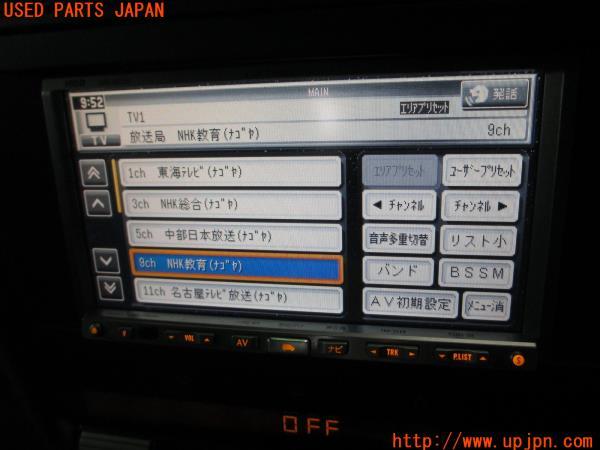 USED PARTS JAPAN
MAIN
9:52
TV1
エリアプリセット
発話
TV
放送局 NHK教育(ﾅｺﾞﾔ)
9ch
1ch 東海ﾃﾚﾋﾞ(ﾅｺﾞﾔ)
エリアプリセット
ユーザープリセット
3ch NHK総合(ﾅｺﾞﾔ)
◀ チャンネル
チャンネル ▶
5ch 中部日本放送(ﾅｺﾞﾔ)
音声多重切替
リスト小
9ch NHK教育(ﾅｺﾞﾔ)
バンド
BSSM
11ch 名古屋ﾃﾚﾋﾞ放送(ﾅｺﾞﾔ)
AV初期設定
メニュー消
VOL
AV
ナビ
TRK
P.LIST
S
OFF
http://www.upjpn.com/